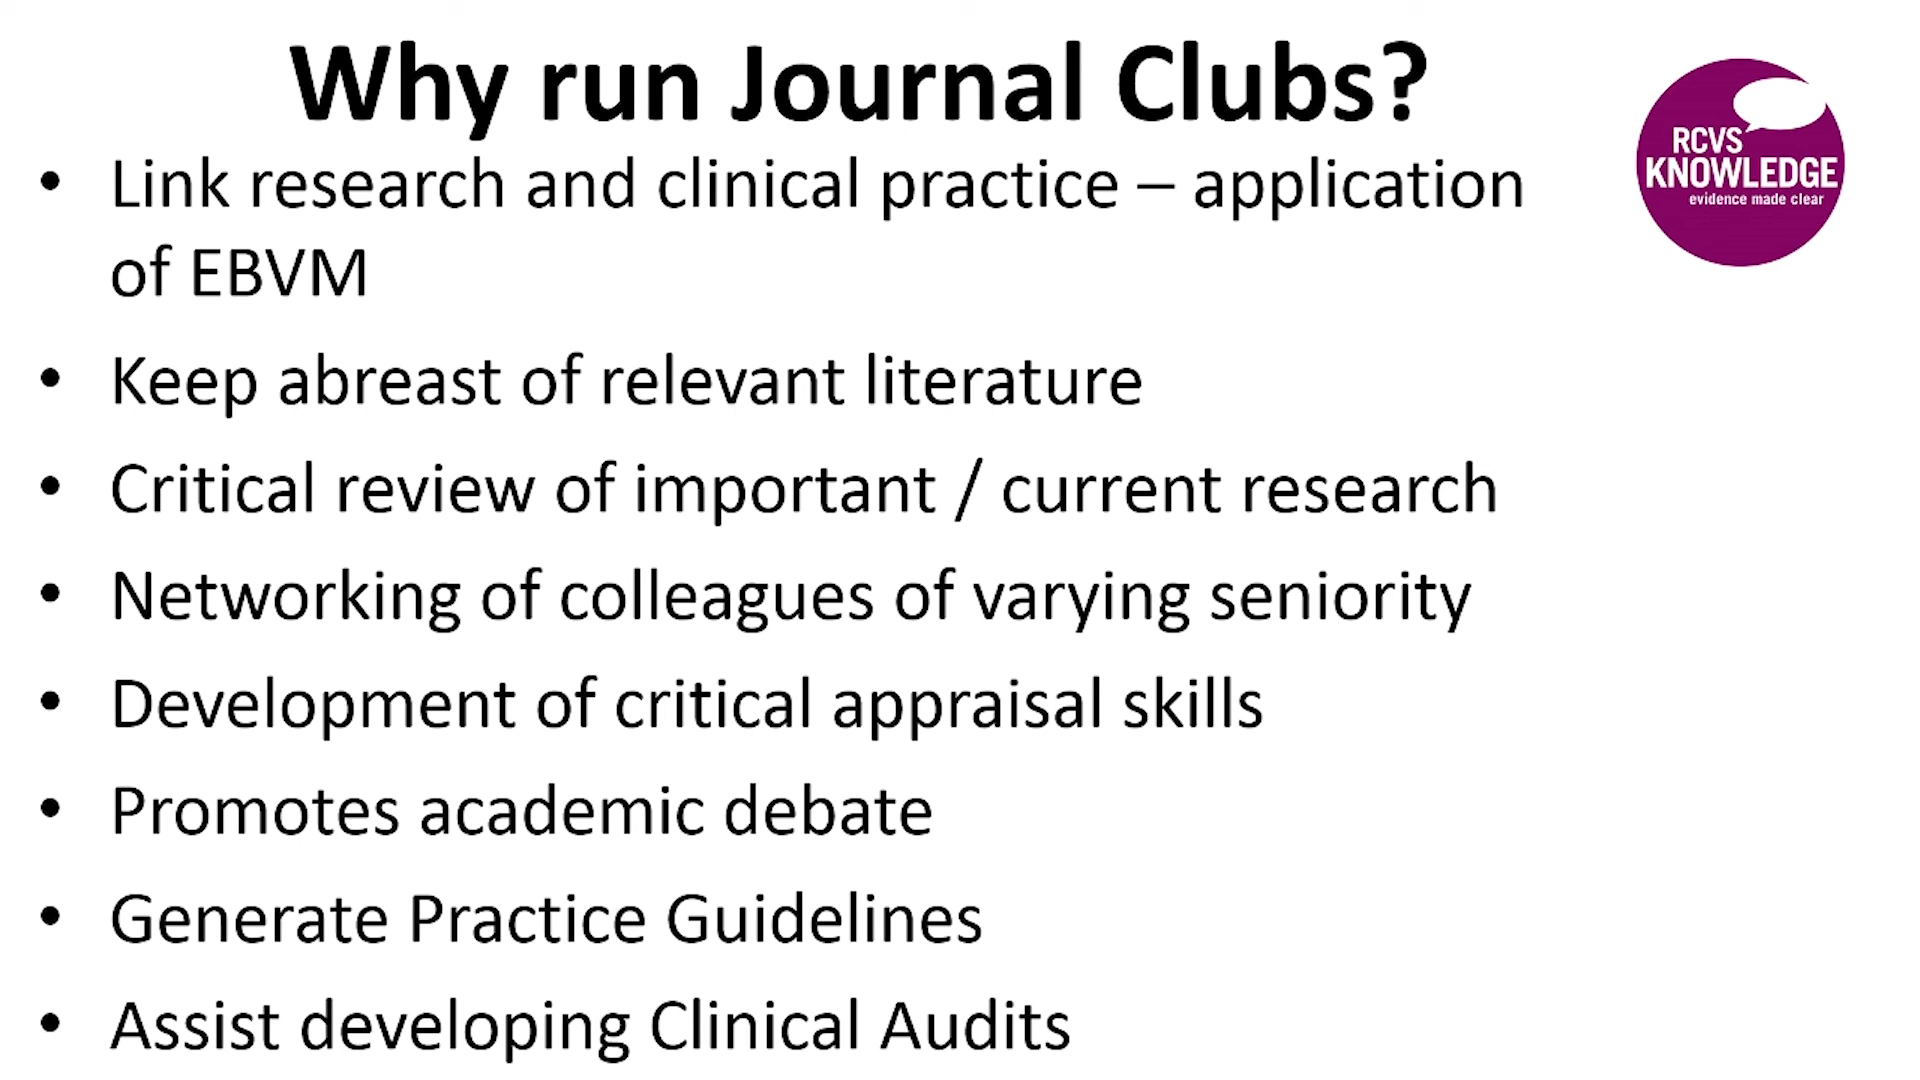 Why run Journal Clubs?
RCVS
KNOWLEDGE
evidence made clear
• Link research and clinical practice – application
of EBVM
• Keep abreast of relevant literature
• Critical review of important / current research
• Networking of colleagues of varying seniority
• Development of critical appraisal skills
• Promotes academic debate
• Generate Practice Guidelines
• Assist developing Clinical Audits